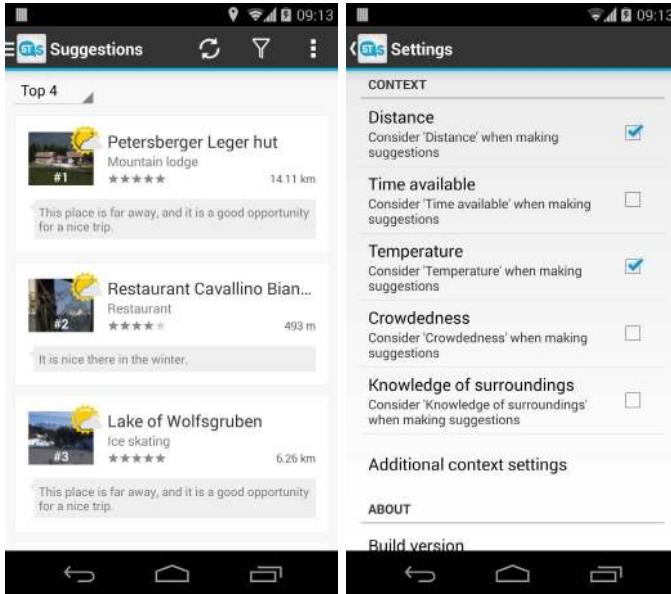 09:13
STS Suggestions
Top 4
Petersberger Leger hut
Mountain lodge
#1
14.11 km
This place is far away, and it is a good opportunity
for a nice trip.
Restaurant Cavallino Bian...
Restaurant
#2
493 m
It is nice there in the winter.
Lake of Wolfsgruben
Ice skating
#3
6.26 km
This place is far away, and it is a good opportunity
for a nice trip.
09:13
STS Settings
CONTEXT
Distance
Consider 'Distance' when making
suggestions
Time available
Consider 'Time available' when making
suggestions
Temperature
Consider 'Temperature' when making
suggestions
Crowdedness
Consider 'Crowdedness' when making
suggestions
Knowledge of surroundings
Consider 'Knowledge of surroundings'
when making suggestions
Additional context settings
ABOUT
Build version